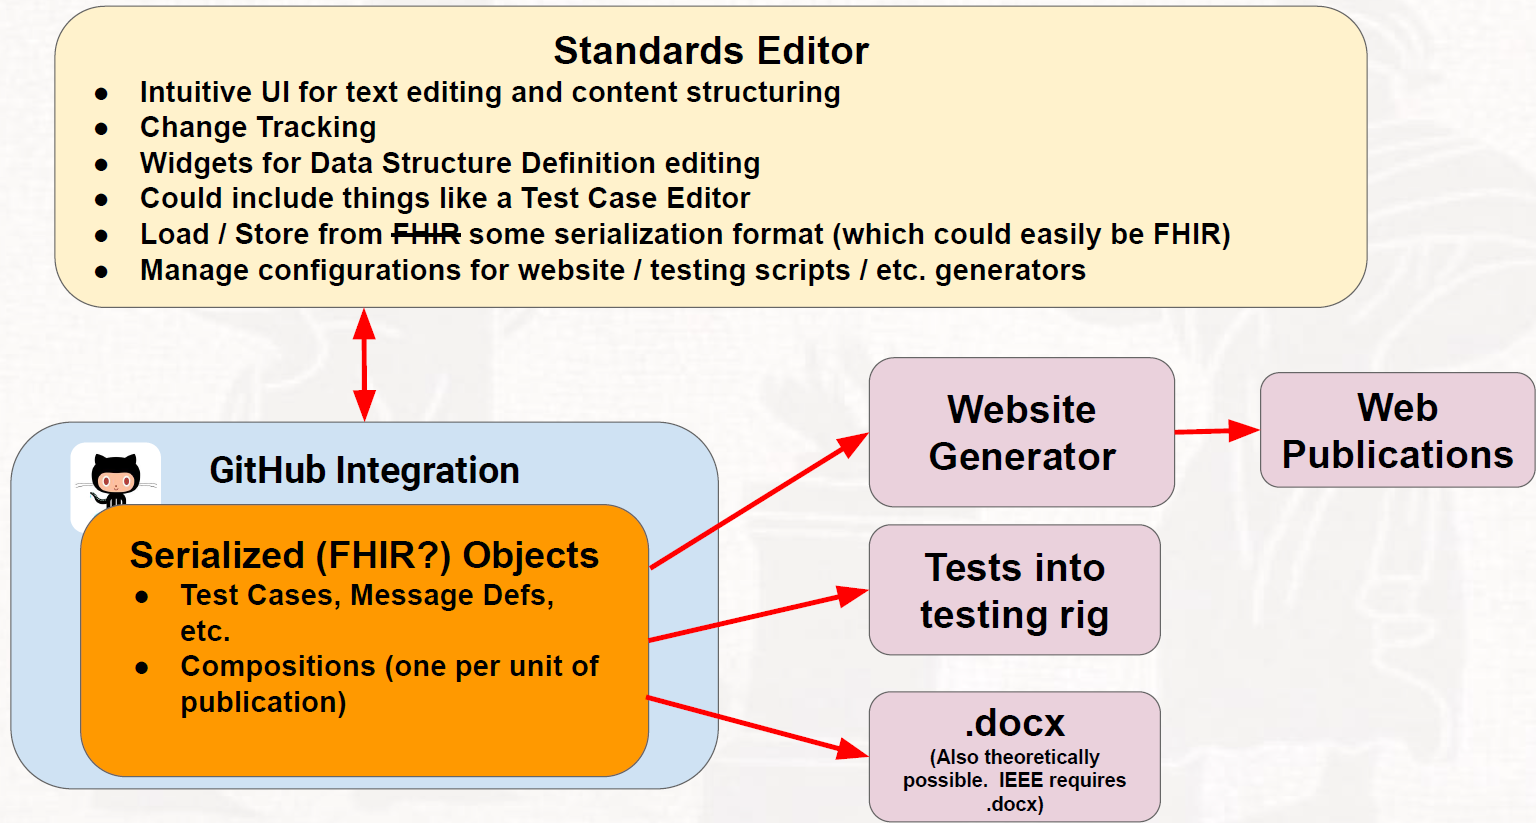 Standards Editor
● Intuitive UI for text editing and content structuring
● Change Tracking
● Widgets for Data Structure Definition editing
● Could include things like a Test Case Editor
● Load / Store from FHIR some serialization format (which could easily be FHIR)
● Manage configurations for website / testing scripts / etc. generators
GitHub Integration
Serialized (FHIR?) Objects
● Test Cases, Message Defs,
etc.
● Compositions (one per unit of
publication)
Website
Generator
Web
Publications
Tests into
testing rig
.docx
(Also theoretically
possible. IEEE requires
.docx)